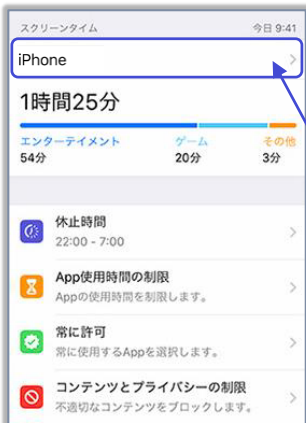 スクリーンタイム 今日 9:41
iPhone
1時間25分
エンターテイメント ゲーム その他
54分 20分 3分
休止時間
22:00 - 7:00
App使用時間の制限
Appの使用時間を制限します。
常に許可
常に使用するAppを選択します。
コンテンツとプライバシーの制限
不適切なコンテンツをブロックします。